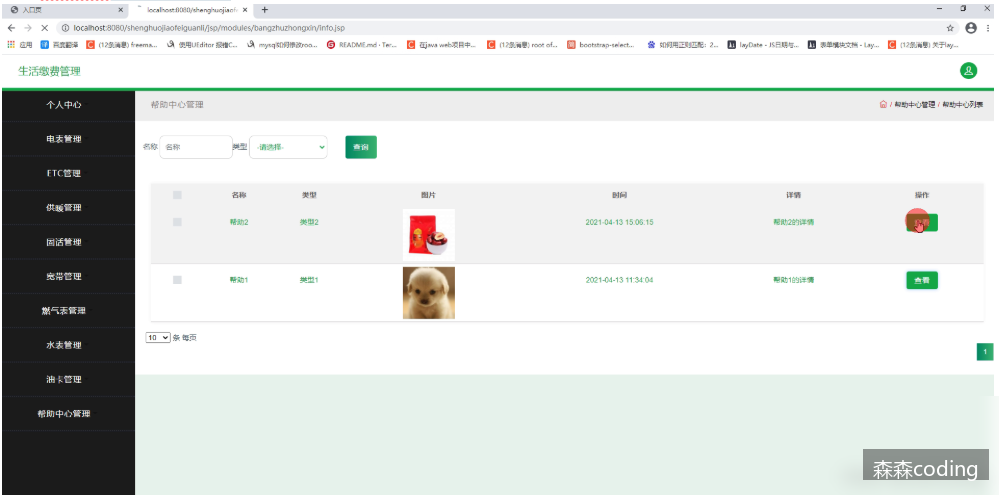 入口页 localhost:8080/shenghuojiaofei
localhost:8080/shenghuojiaofeiguanli/jsp/modules/bangzhuzhongxin/info.jsp
应用 百度翻译 (12条消息) freema... 使用UEditor 报错C... mysql如何修改roo... README.md · Ter... 在java web项目中... (12条消息) root of... bootstrap-select... 如何用正则匹配：2... layDate - JS日期与... 表单模块文档 - Lay... (12条消息) 关于lay...
生活缴费管理
个人中心
帮助中心管理
/ 帮助中心管理 / 帮助中心列表
电表管理
名称 名称 类型 -请选择- 查询
ETC管理
名称 类型 图片 时间 详情 操作
供暖管理
帮助2 类型2 2021-04-13 15:06:15 帮助2的详情
固话管理
宽带管理
帮助1 类型1 2021-04-13 11:34:04 帮助1的详情 查看
燃气表管理
10 条 每页
水表管理
1
油卡管理
帮助中心管理
森森coding